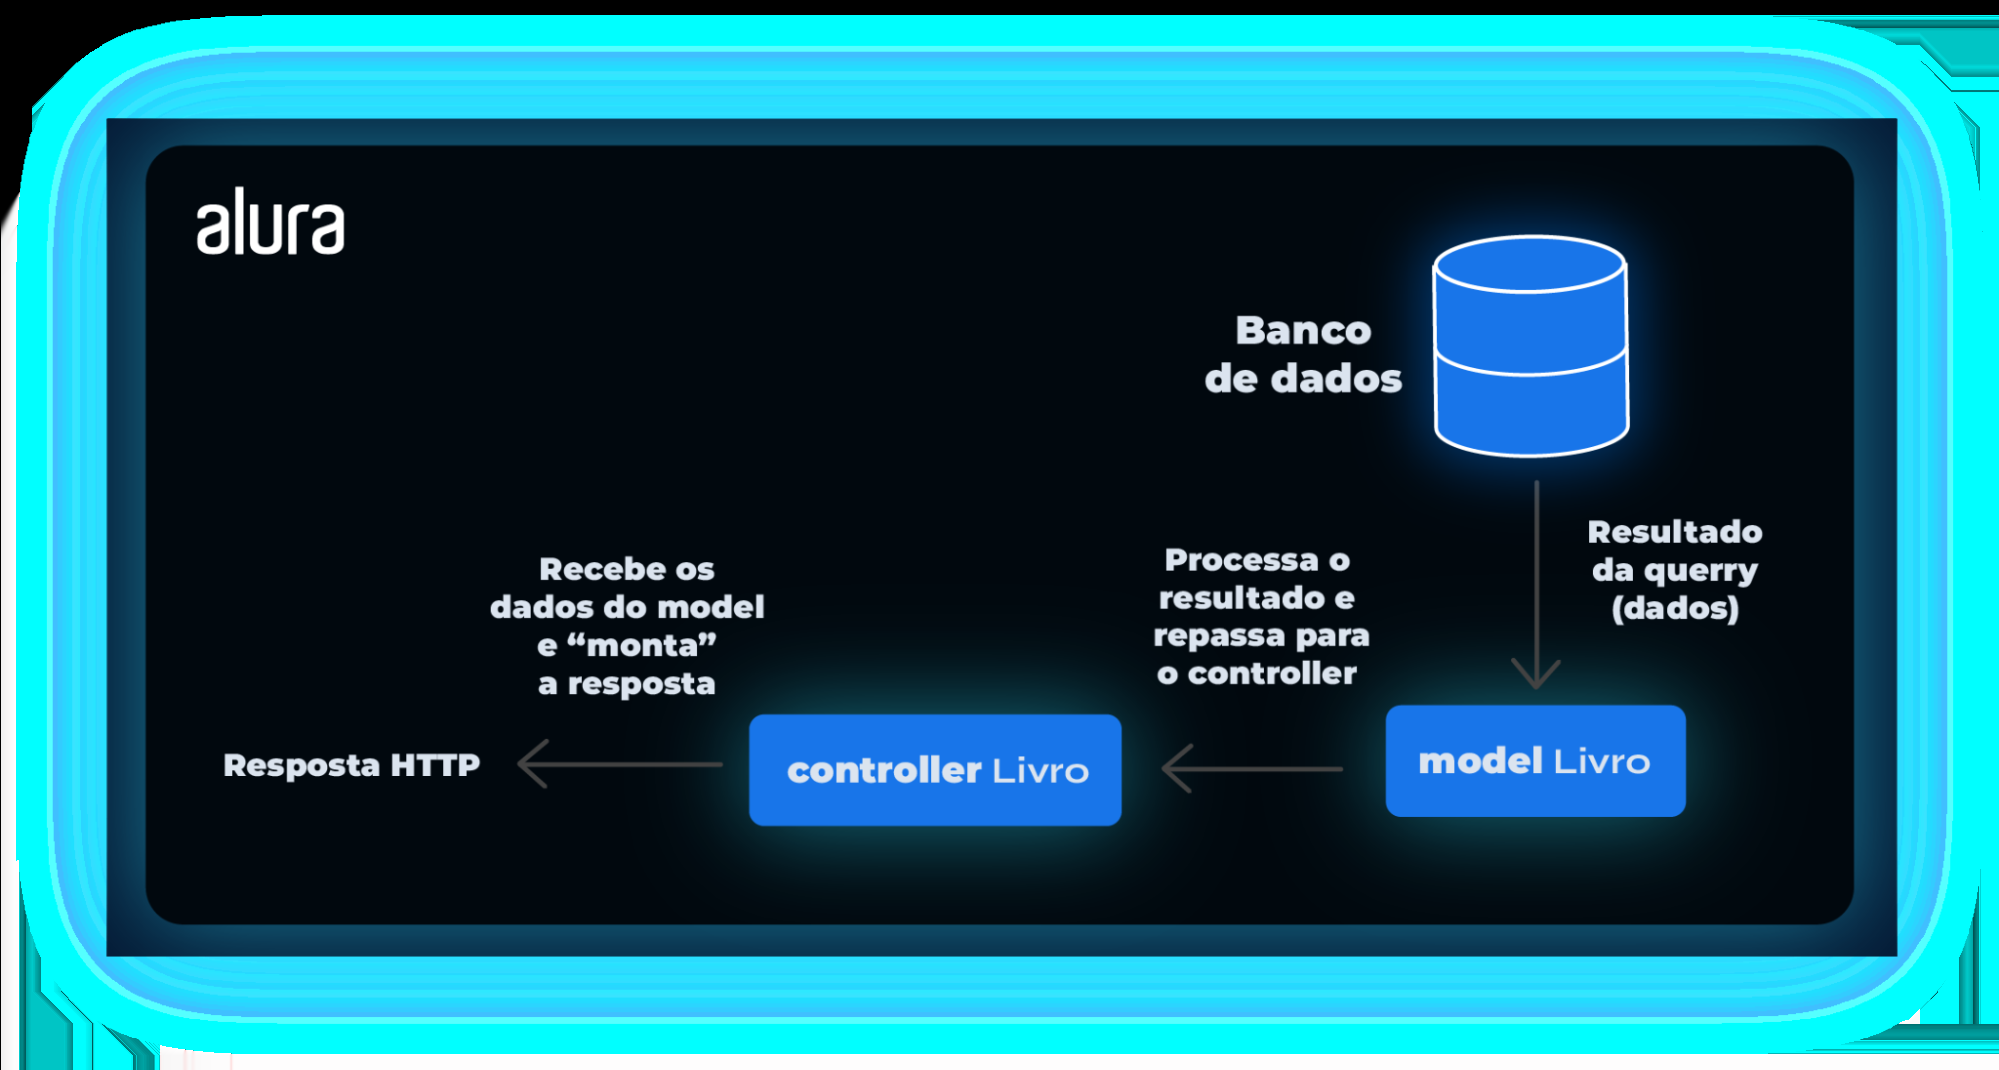 alura
Banco
de dados
Resultado
da querry
(dados)
Processa o
resultado e
repassa para
o controller
Recebe os
dados do model
e “monta”
a resposta
Resposta HTTP
controller Livro
model Livro